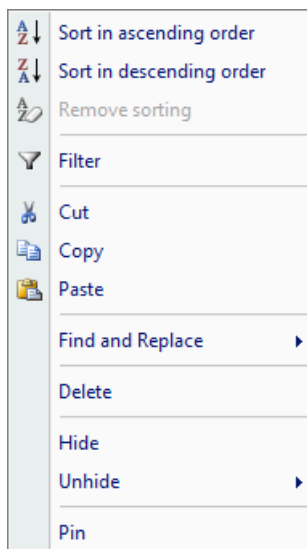 Sort in ascending order
Sort in descending order
Remove sorting
Filter
Cut
Copy
Paste
Find and Replace
Delete
Hide
Unhide
Pin